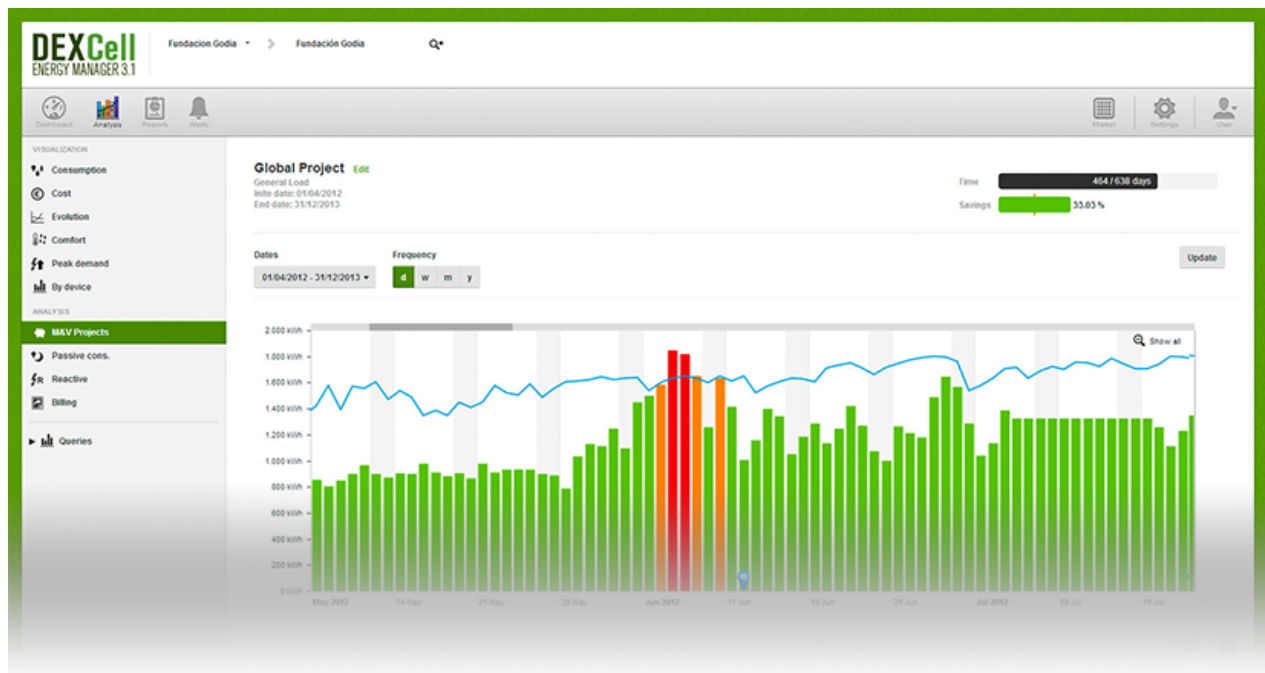 DEXCell
ENERGY MANAGER 3.1
Fundacion Godia
Fundación Godia
Dashboard
Analysis
Reports
Alerts
Market
Settings
User
VISUALIZATION
Consumption
Cost
Evolution
Comfort
Peak demand
By device
ANALYSIS
M&V Projects
Passive cons.
Reactive
Billing
Queries
Global Project Edit
General Load
Inite date: 01/04/2012
End date: 31/12/2013
Time 464 / 638 days
Savings 33.03 %
Dates
Frequency
01/04/2012 - 31/12/2013
d w m y
Update
Show all
2.000 kWh
1.800 kWh
1.600 kWh
1.400 kWh
1.200 kWh
1.000 kWh
800 kWh
600 kWh
400 kWh
200 kWh
0 kWh
May 2012 14 May 21 May 28 May Jun 2012 11 Jun 18 Jun 25 Jun Jul 2012